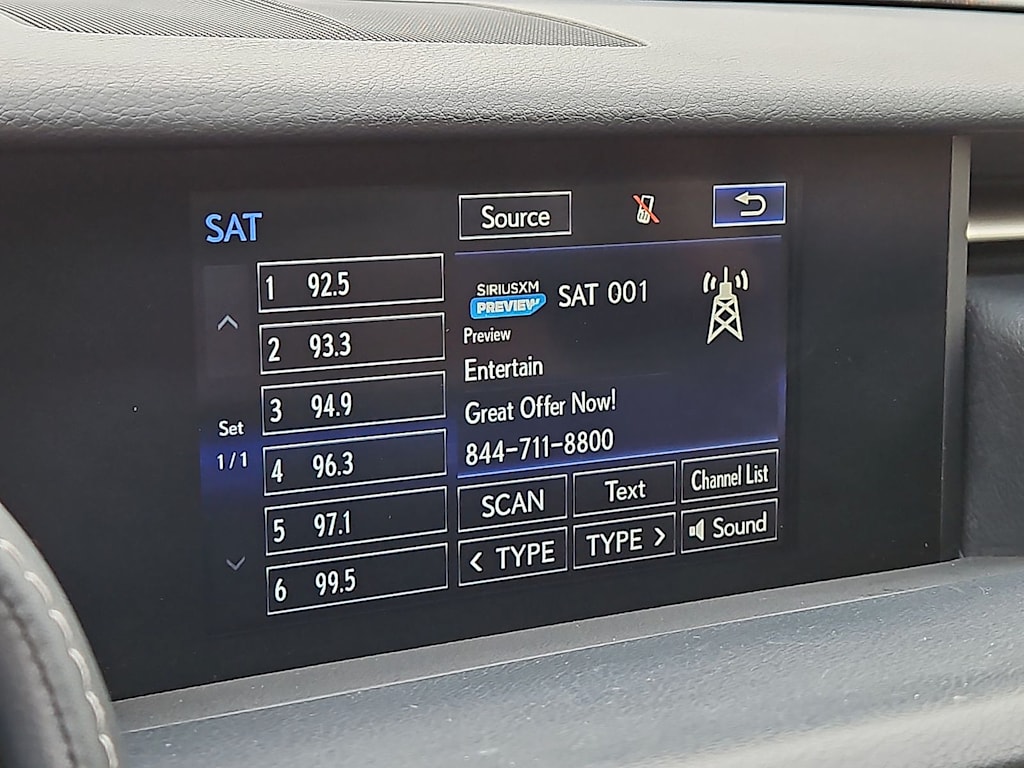 SAT
Source
1 92.5
2 93.3
3 94.9
4 96.3
5 97.1
6 99.5
Set
1/1
SIRIUSXM
PREVIEW
SAT 001
Preview
Entertain
Great Offer Now!
844-711-8800
SCAN
Text
Channel List
< TYPE
TYPE >
Sound